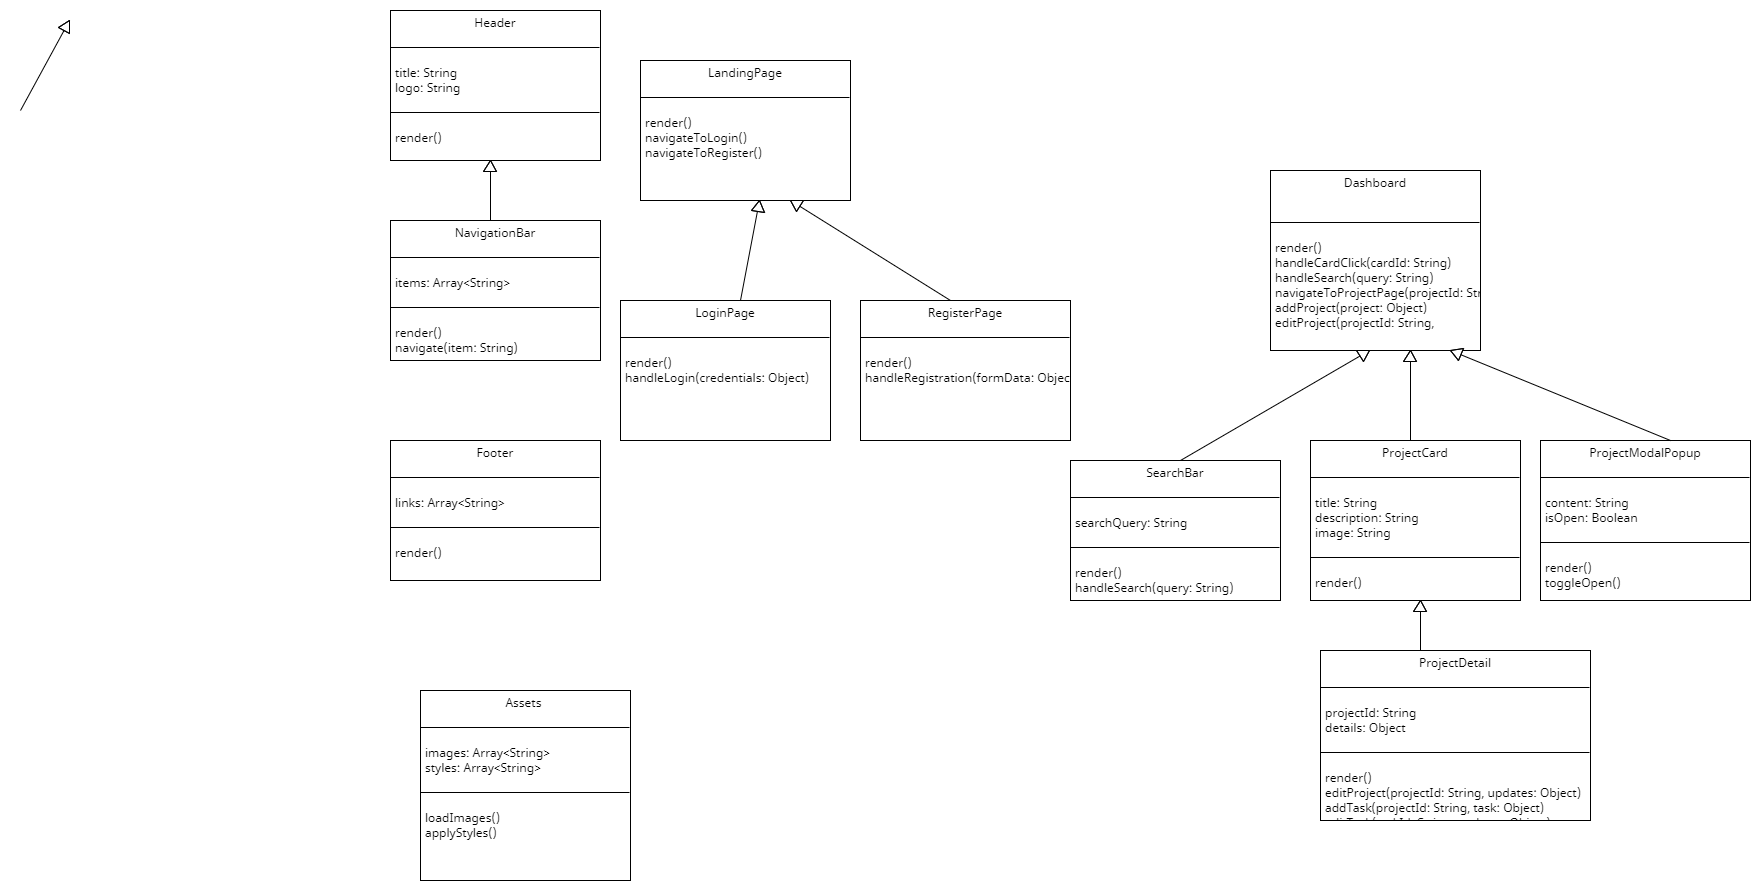 Header
title: String
logo: String
render()
NavigationBar
items: Array<String>
render()
navigate(item: String)
Footer
links: Array<String>
render()
Assets
images: Array<String>
styles: Array<String>
loadImages()
applyStyles()
LandingPage
render()
navigateToLogin()
navigateToRegister()
LoginPage
render()
handleLogin(credentials: Object)
RegisterPage
render()
handleRegistration(formData: Objec
Dashboard
render()
handleCardClick(cardId: String)
handleSearch(query: String)
navigateToProjectPage(projectId: Str
addProject(project: Object)
editProject(projectId: String,
SearchBar
searchQuery: String
render()
handleSearch(query: String)
ProjectCard
title: String
description: String
image: String
render()
ProjectModalPopup
content: String
isOpen: Boolean
render()
toggleOpen()
ProjectDetail
projectId: String
details: Object
render()
editProject(projectId: String, updates: Object)
addTask(projectId: String, task: Object)